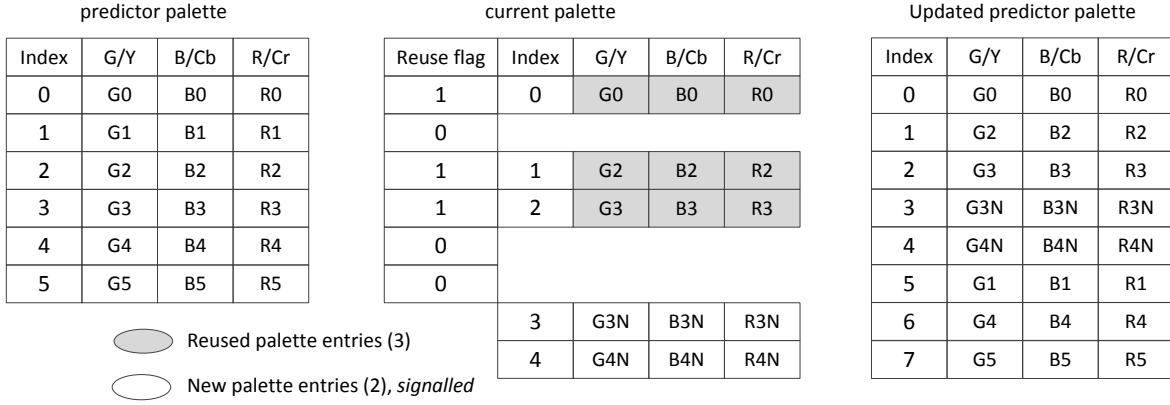 predictor palette current palette Updated predictor palette
Index G/Y B/Cb R/Cr Reuse flag Index G/Y B/Cb R/Cr Index G/Y B/Cb R/Cr
0 G0 B0 R0 1 0 G0 B0 R0 0 G0 B0 R0
1 G1 B1 R1 0 1 G2 B2 R2
2 G2 B2 R2 1 1 G2 B2 R2 2 G3 B3 R3
3 G3 B3 R3 1 2 G3 B3 R3 3 G3N B3N R3N
4 G4 B4 R4 0 4 G4N B4N R4N
5 G5 B5 R5 0 5 G1 B1 R1
3 G3N B3N R3N 6 G4 B4 R4
Reused palette entries (3)
4 G4N B4N R4N 7 G5 B5 R5
New palette entries (2), signalled